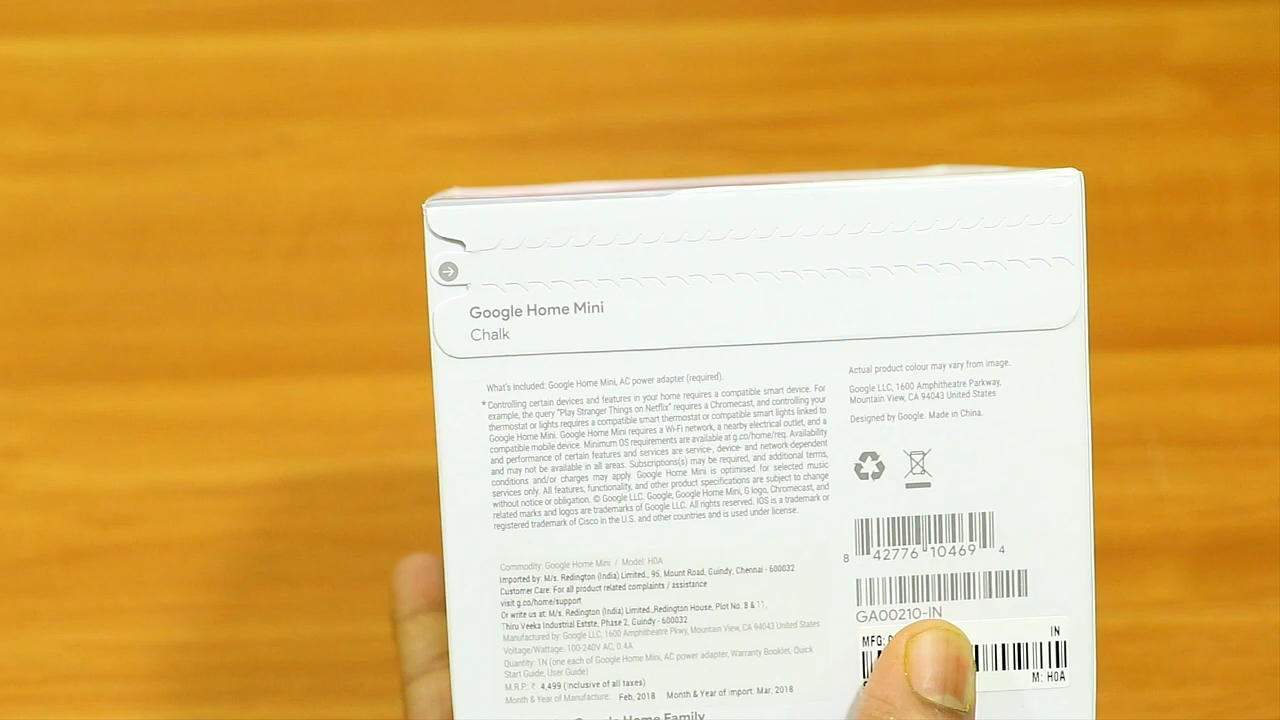 Google Home Mini
Chalk
What's Included: Google Home Mini, AC power adapter (required).
* Controlling certain devices and features in your home requires a compatible smart device. For
example, the query "Play Stranger Things on Netflix" requires a Chromecast, and controlling your
thermostat or lights requires a compatible smart thermostat or compatible smart lights linked to
Google Home Mini. Google Home Mini requires a Wi-Fi network, a nearby electrical outlet, and a
compatible mobile device. Minimum OS requirements are available at g.co/home/req. Availability
and performance of certain features and services are service-, device- and network-dependent
and may not be available in all areas. Subscriptions(s) may be required, and additional terms,
conditions and/or charges may apply. Google Home Mini is optimised for selected music
services only. All features, functionality, and other product specifications are subject to change
without notice or obligation. © Google LLC. Google, Google Home Mini, G logo, Chromecast, and
related marks and logos are trademarks of Google LLC. All rights reserved. IOS is a trademark or
registered trademark of Cisco in the U.S. and other countries and is used under license.
Actual product colour may vary from image.
Google LLC, 1600 Amphitheatre Parkway,
Mountain View, CA 94043 United States
Designed by Google. Made in China.
8 42776 10469 4
GA00210-IN
MFG:
IN
M: H0A
Commodity: Google Home Mini / Model: H0A
Imported by: M/s. Redington (India) Limited., 95, Mount Road, Guindy, Chennai - 600032
Customer Care: For all product related complaints / assistance
visit g.co/home/support
Or write us at: M/s. Redington (India) Limited.,Redington House, Plot No. 8 & 11,
Thiru Veeka Industrial Estste, Phase 2, Guindy - 600032
Manufactured by: Google LLC, 1600 Amphitheatre Pkwy, Mountain View, CA 94043 United States
Voltage/Wattage: 100-240V AC, 0.4A
Quantity: 1N (one each of Google Home Mini, AC power adapter, Warranty Booklet, Quick
Start Guide, User Guide)
M.R.P.: ₹ 4,499 (inclusive of all taxes)
Month & Year of Manufacture: Feb, 2018 Month & Year of Import: Mar, 2018
Google Home Family